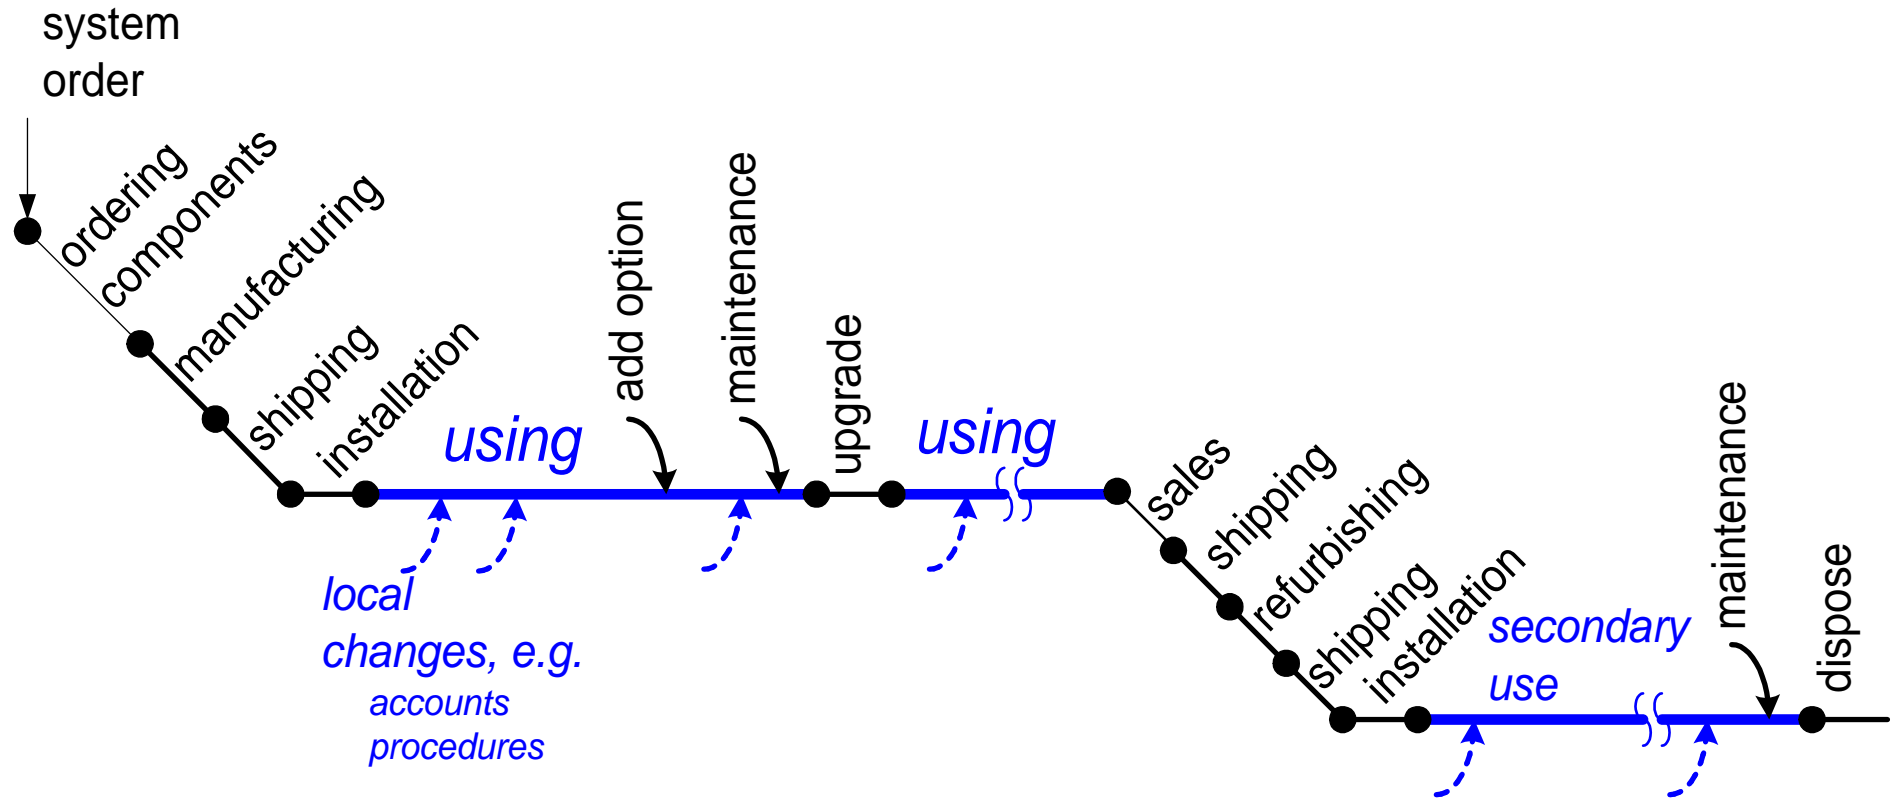 system
order
ordering
components
manufacturing
shipping
installation
using
add option
maintenance
upgrade
using
local
changes, e.g.
accounts
procedures
sales
shipping
refurbishing
shipping
installation
secondary
use
maintenance
dispose